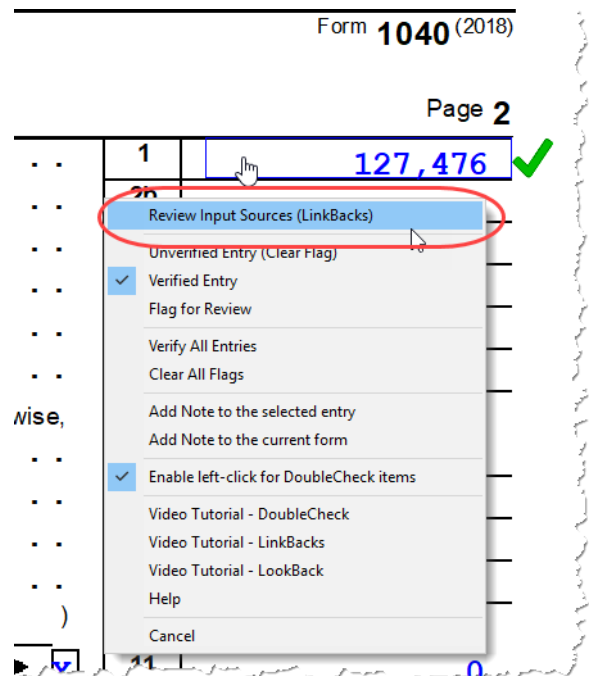 Form 1040 (2018)
Page 2
1 127,476
2b
Review Input Sources (LinkBacks)
Unverified Entry (Clear Flag)
Verified Entry
Flag for Review
Verify All Entries
Clear All Flags
wise,
Add Note to the selected entry
Add Note to the current form
Enable left-click for DoubleCheck items
Video Tutorial - DoubleCheck
Video Tutorial - LinkBacks
Video Tutorial - LookBack
Help
)
Cancel
X 11 0